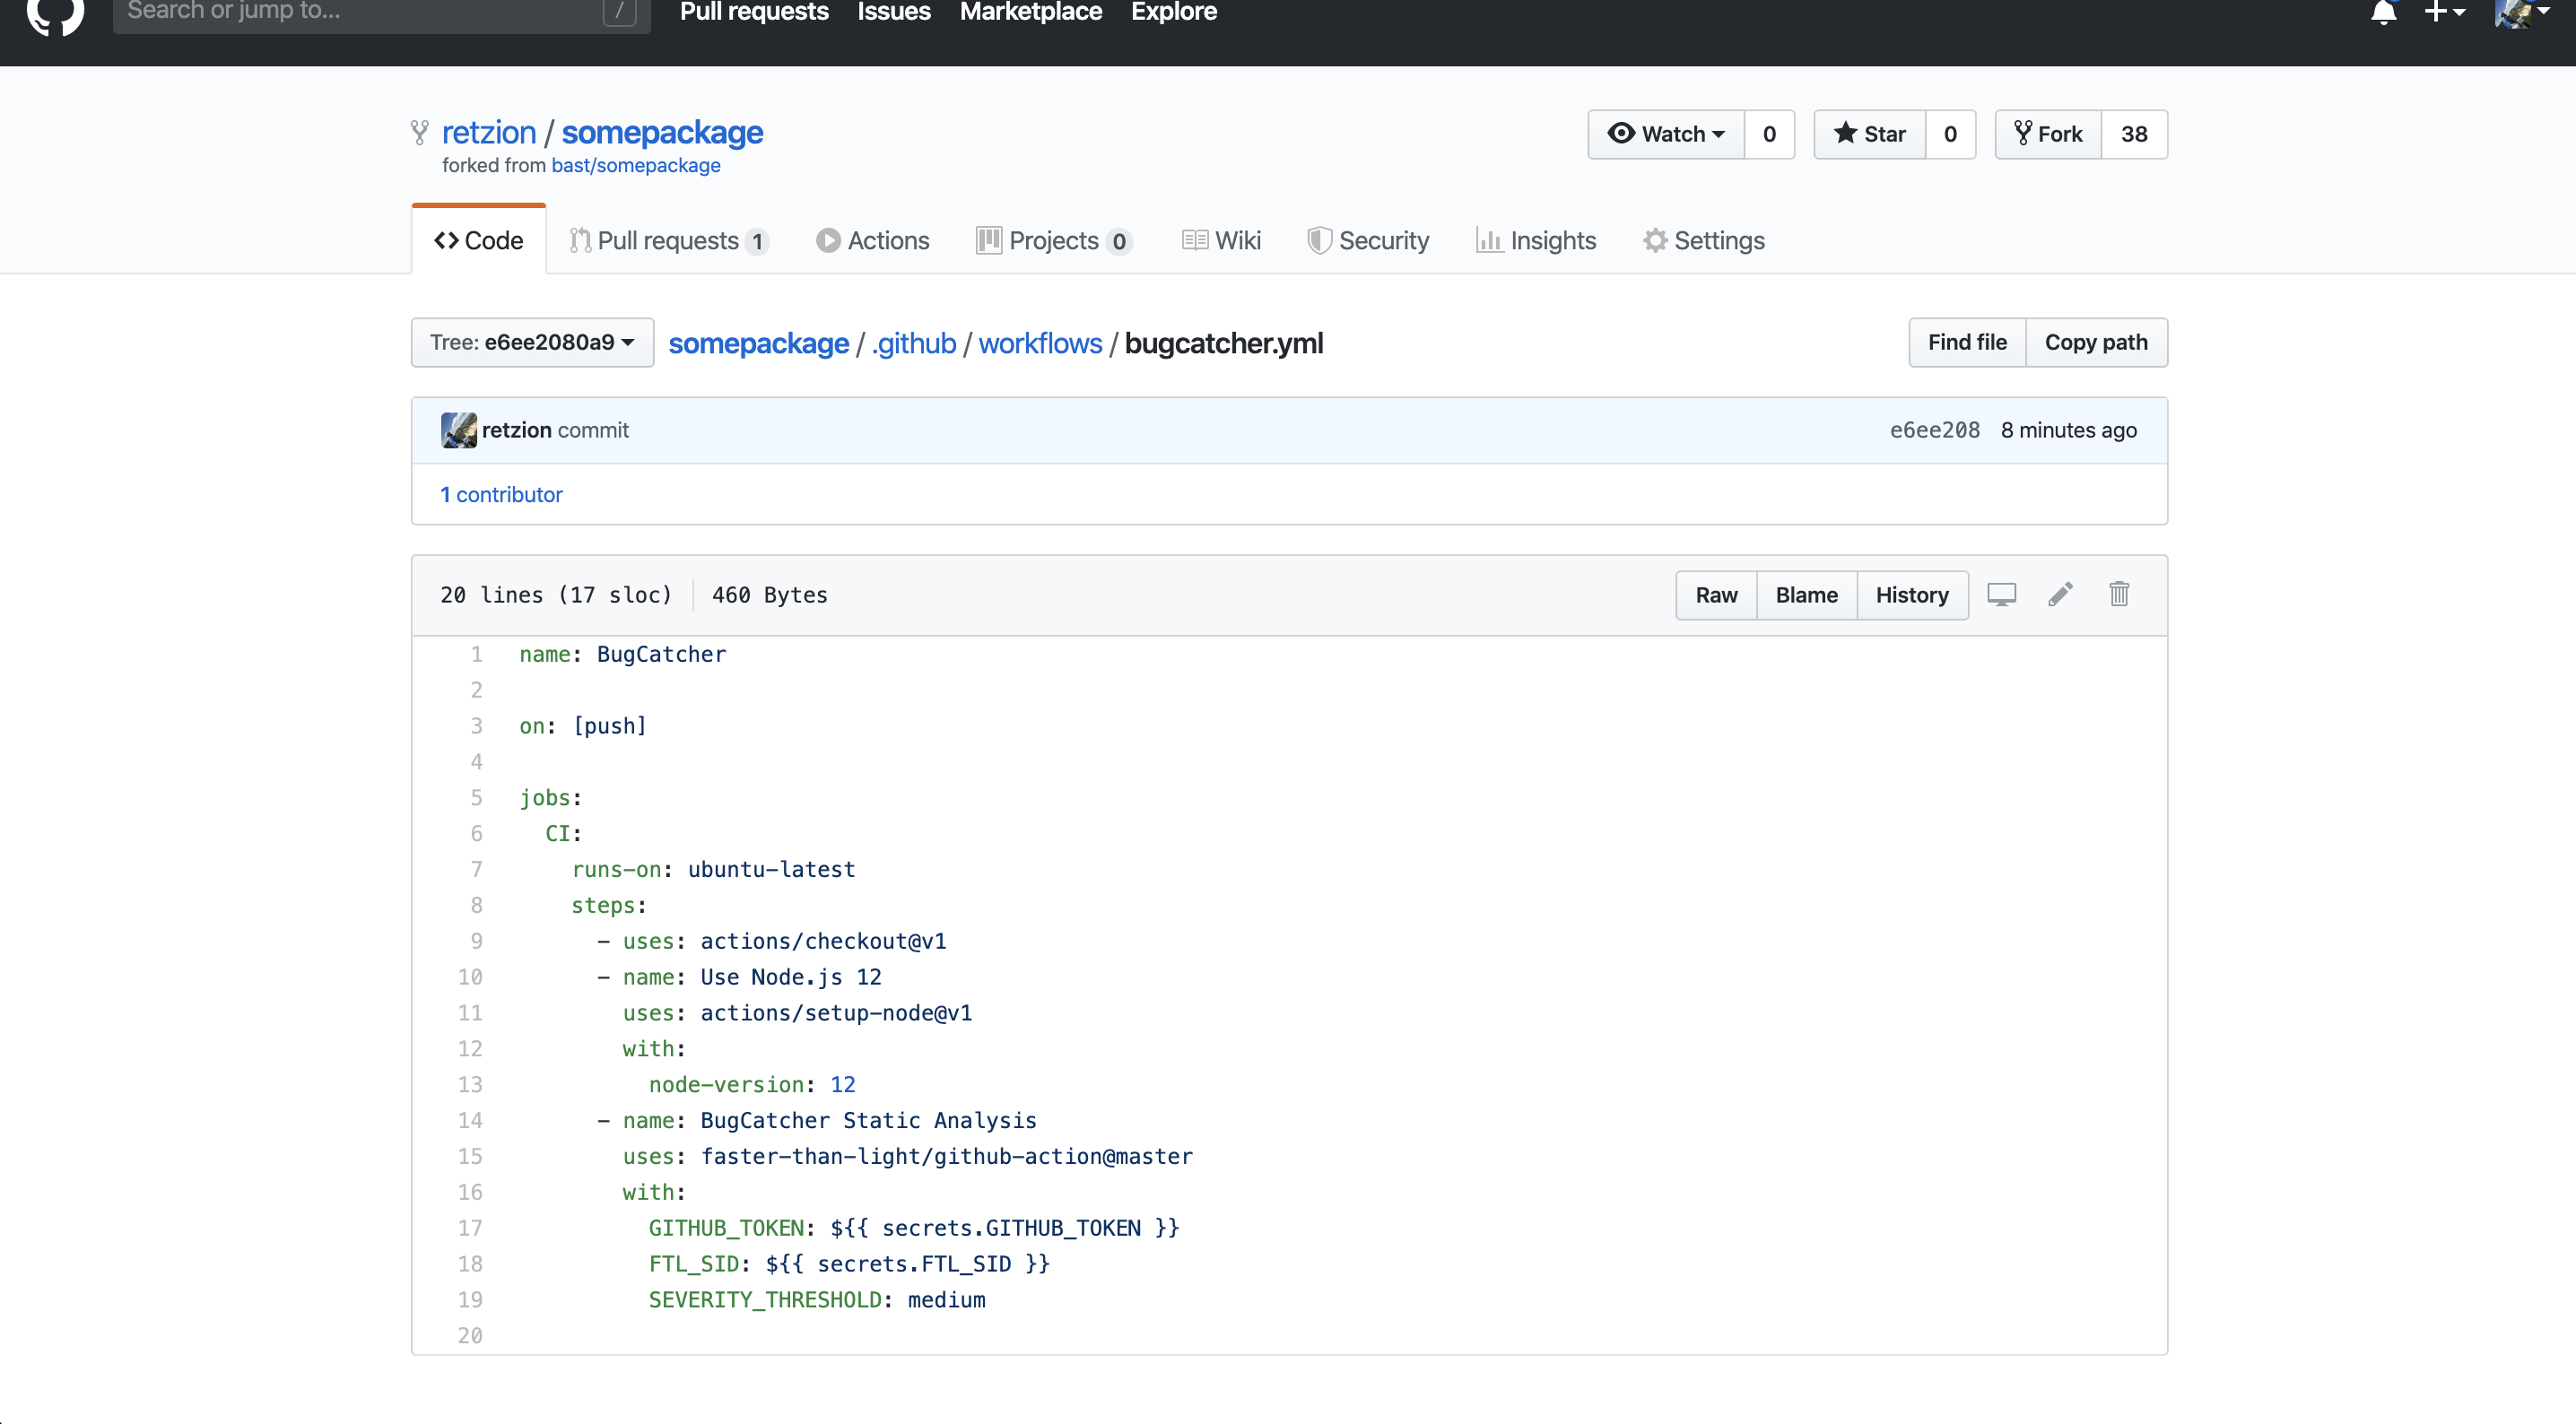 Search or jump to... /
Pull requests Issues Marketplace Explore
retzion / somepackage
forked from bast/somepackage
Watch 0 Star 0 Fork 38
Code Pull requests 1 Actions Projects 0 Wiki Security Insights Settings
Tree: e6ee2080a9 somepackage / .github / workflows / bugcatcher.yml Find file Copy path
retzion commit e6ee208 8 minutes ago
1 contributor
20 lines (17 sloc) 460 Bytes Raw Blame History
1 name: BugCatcher
2
3 on: [push]
4
5 jobs:
6   CI:
7     runs-on: ubuntu-latest
8     steps:
9       - uses: actions/checkout@v1
10       - name: Use Node.js 12
11         uses: actions/setup-node@v1
12         with:
13           node-version: 12
14       - name: BugCatcher Static Analysis
15         uses: faster-than-light/github-action@master
16         with:
17           GITHUB_TOKEN: ${{ secrets.GITHUB_TOKEN }}
18           FTL_SID: ${{ secrets.FTL_SID }}
19           SEVERITY_THRESHOLD: medium
20